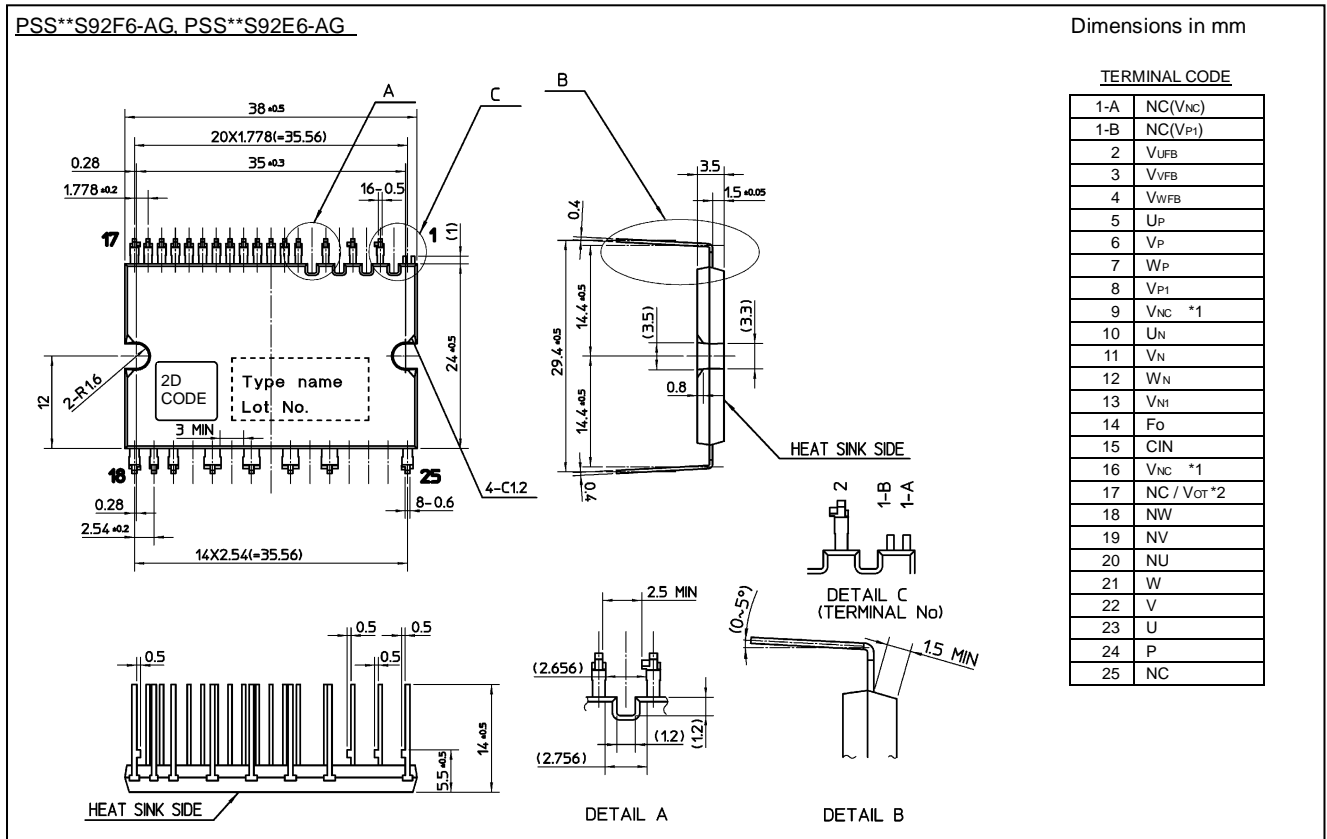 PSS**S92F6-AG, PSS**S92E6-AG
Dimensions in mm
A
C
B
38 ±0.5
20X1.778(=35.56)
0.28
35 ±0.3
1.778 ±0.2
16-0.5
17
1
(1)
24 ±0.5
12
2-R1.6
2D
CODE
Type name
Lot No.
3 MIN
18
25
4-C1.2
0.28
8-0.6
2.54 ±0.2
14X2.54(=35.56)
3.5
1.5 ±0.05
0.4
14.4 ±0.5
29.4 ±0.5
(3.5)
(3.3)
0.8
14.4 ±0.5
0.4
HEAT SINK SIDE
2
1-B
1-A
DETAIL C
(TERMINAL No)
0.5
0.5
0.5
0.5
14 ±0.5
5.5 ±0.5
HEAT SINK SIDE
2.5 MIN
(2.656)
(1.2)
(1.2)
(2.756)
DETAIL A
(0~5°)
1.5 MIN
DETAIL B
TERMINAL CODE
1-A NC(VNC)
1-B NC(VP1)
2 VUFB
3 VVFB
4 VWFB
5 UP
6 VP
7 WP
8 VP1
9 VNC *1
10 UN
11 VN
12 WN
13 VN1
14 Fo
15 CIN
16 VNC *1
17 NC / VOT *2
18 NW
19 NV
20 NU
21 W
22 V
23 U
24 P
25 NC